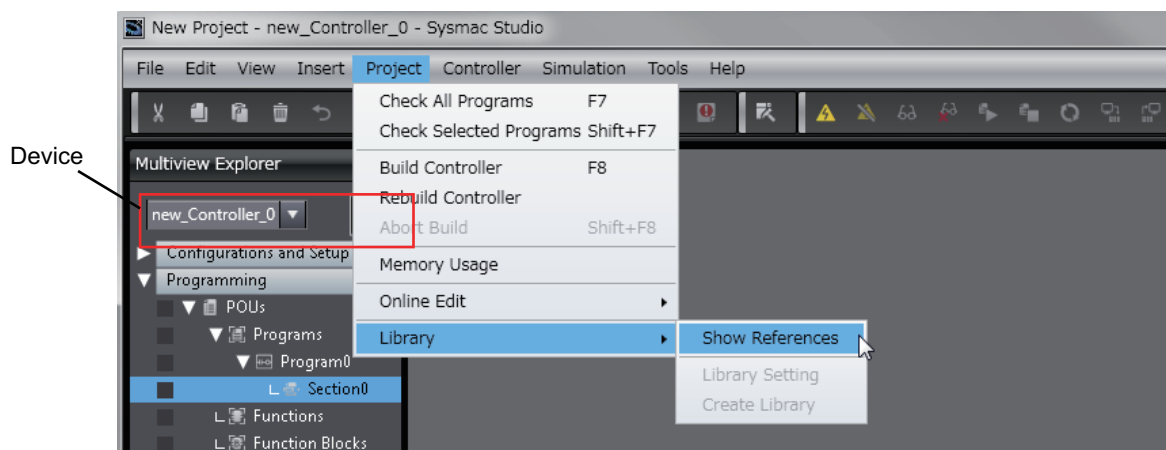 New Project - new_Controller_0 - Sysmac Studio
File Edit View Insert Project Controller Simulation Tools Help
Check All Programs F7
Check Selected Programs Shift+F7
Device
Multiview Explorer
Build Controller F8
new_Controller_0
Rebuild Controller
Abort Build Shift+F8
Configurations and Setup
Memory Usage
Programming
Online Edit
POUs
Programs
Library
Show References
Program0
Library Setting
Section0
Create Library
Functions
Function Blocks